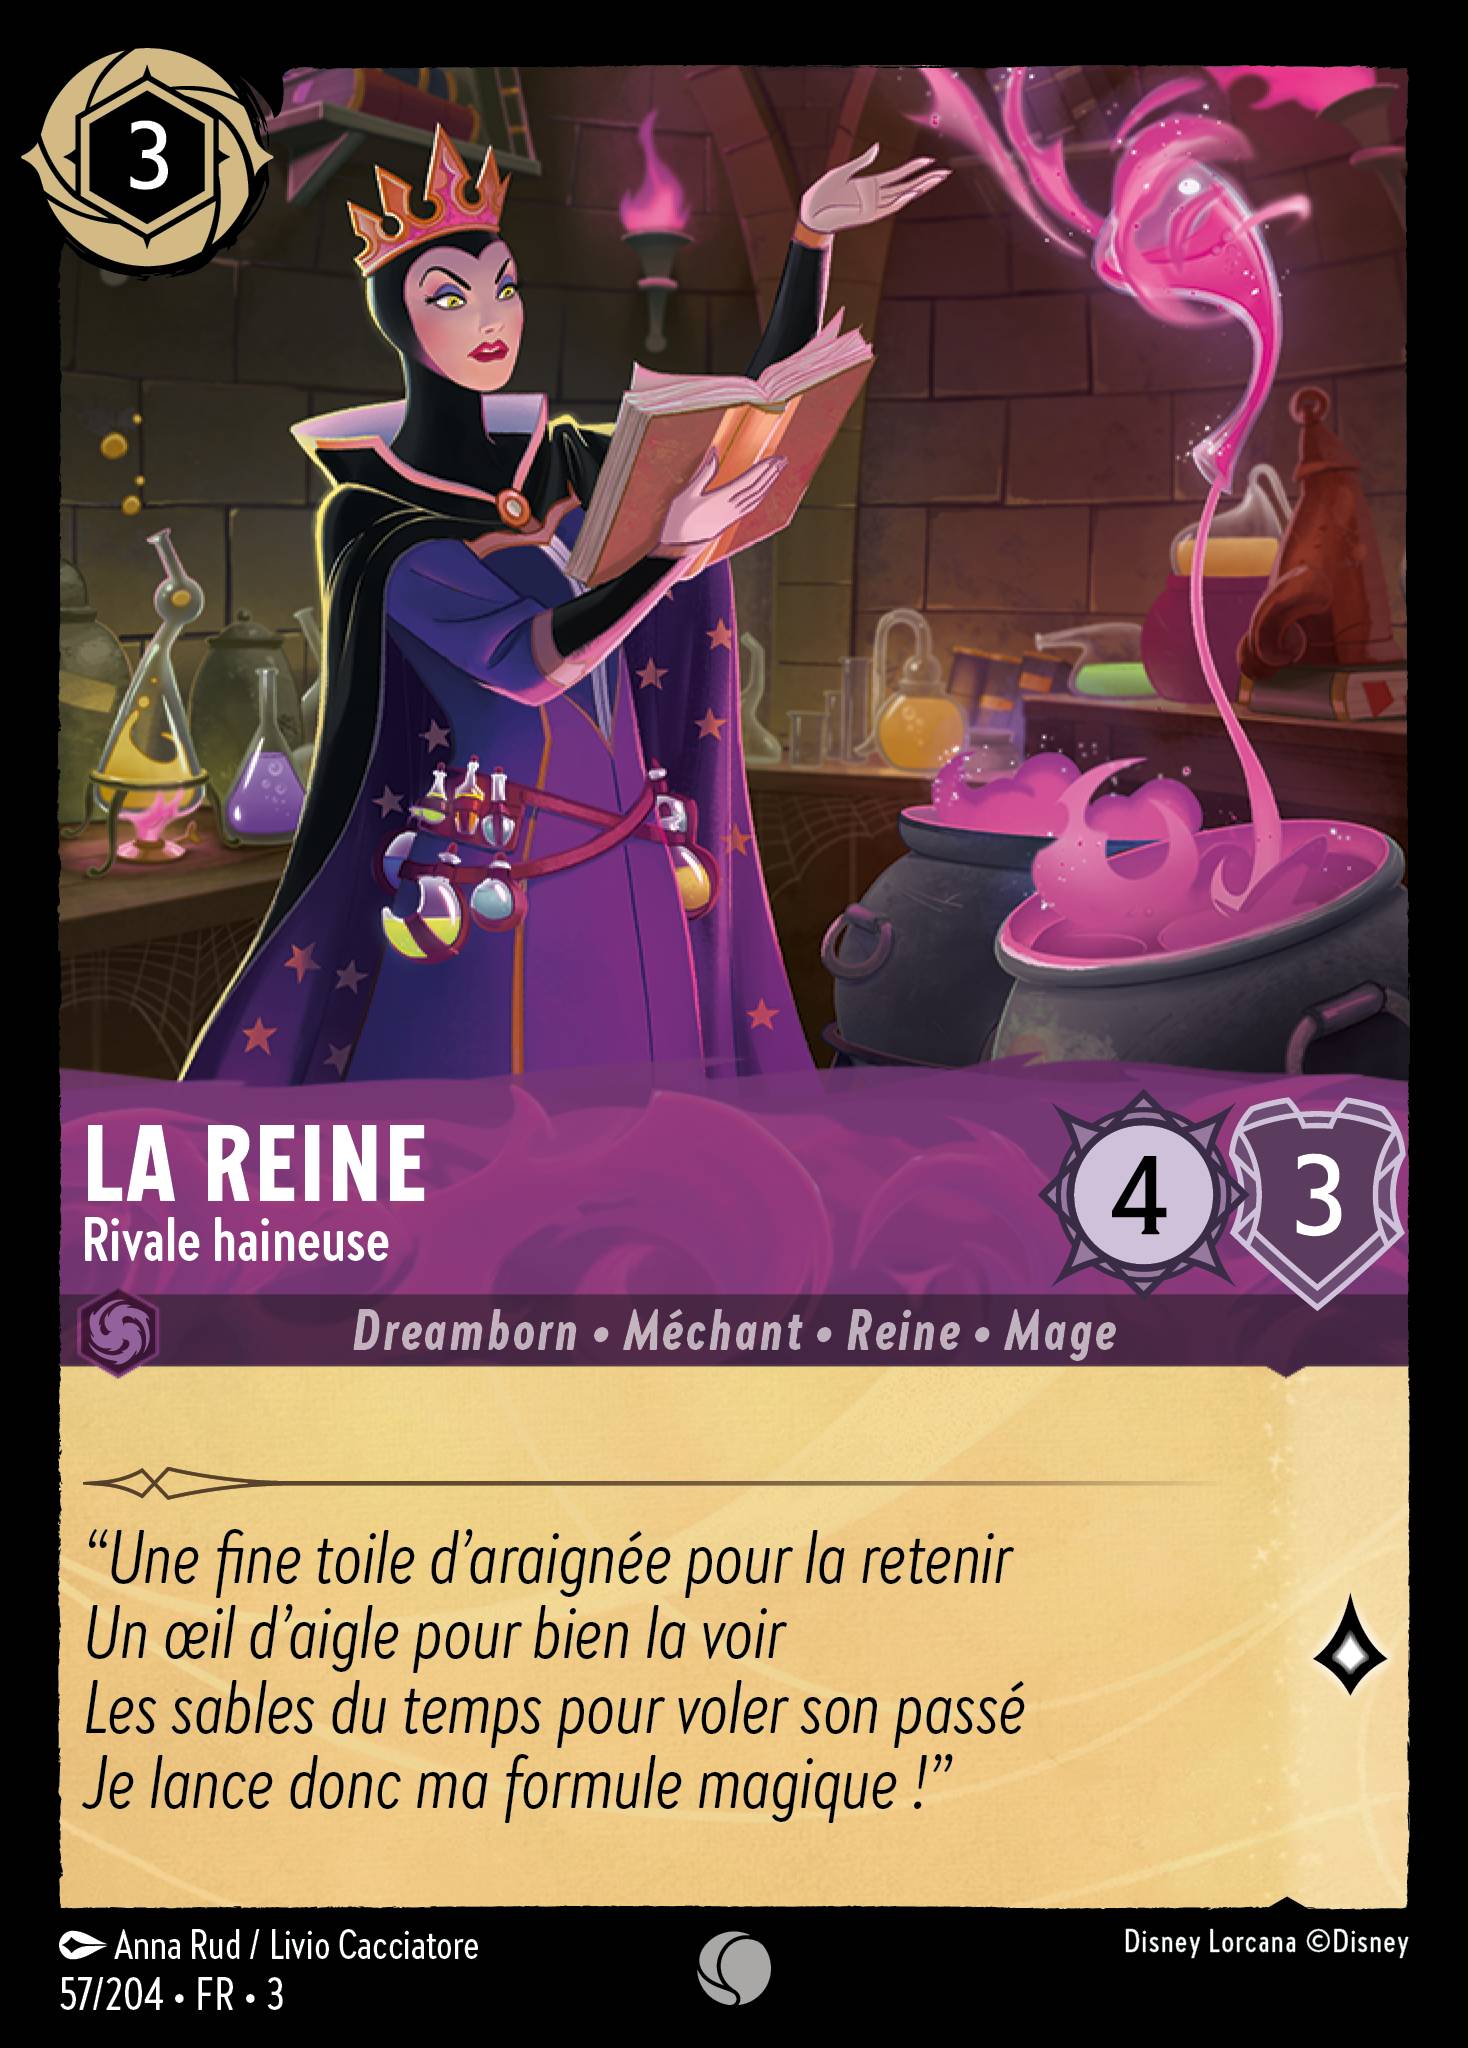 3
LA REINE
Rivale haineuse
4
3
Dreamborn • Méchant • Reine • Mage
“Une fine toile d’araignée pour la retenir
Un œil d’aigle pour bien la voir
Les sables du temps pour voler son passé
Je lance donc ma formule magique !”
Anna Rud / Livio Cacciatore
Disney Lorcana ©Disney
57/204 • FR • 3